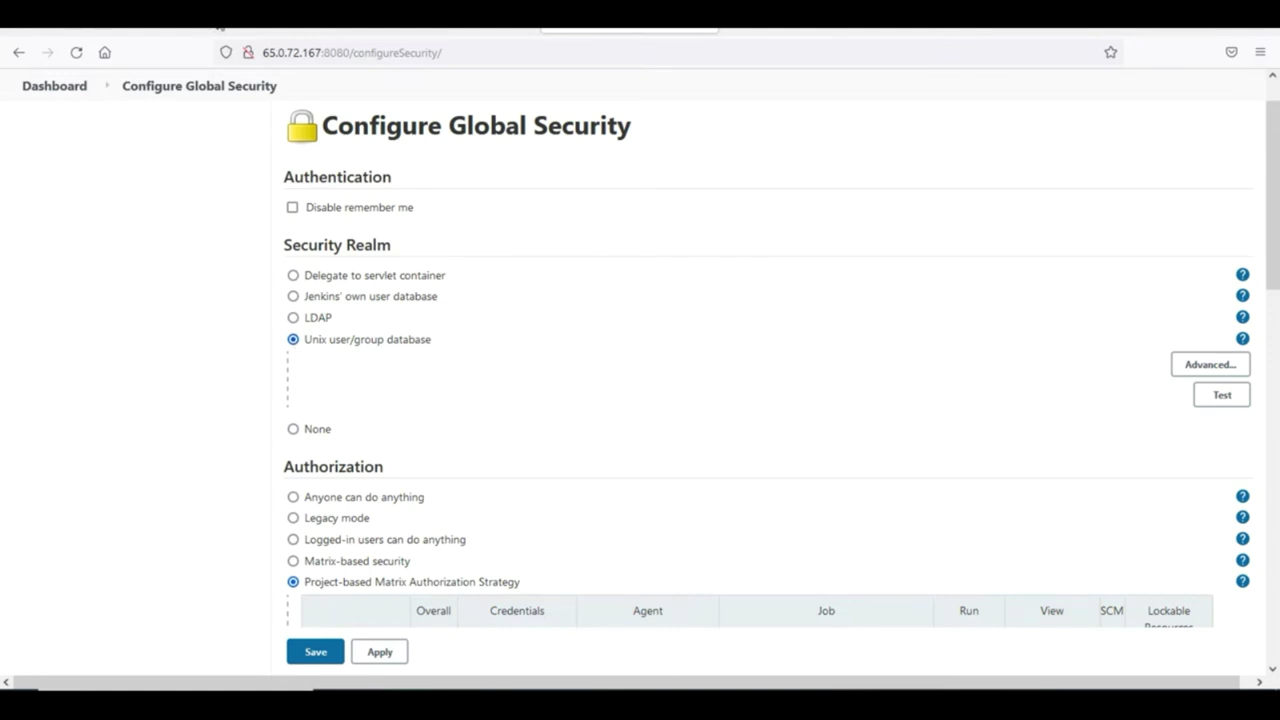 65.0.72.167:8080/configureSecurity/
Dashboard
Configure Global Security
Configure Global Security
Authentication
Disable remember me
Security Realm
Delegate to servlet container
Jenkins' own user database
LDAP
Unix user/group database
Advanced...
Test
None
Authorization
Anyone can do anything
Legacy mode
Logged-in users can do anything
Matrix-based security
Project-based Matrix Authorization Strategy
Overall Credentials Agent Job Run View SCM Lockable
Resources
Save Apply